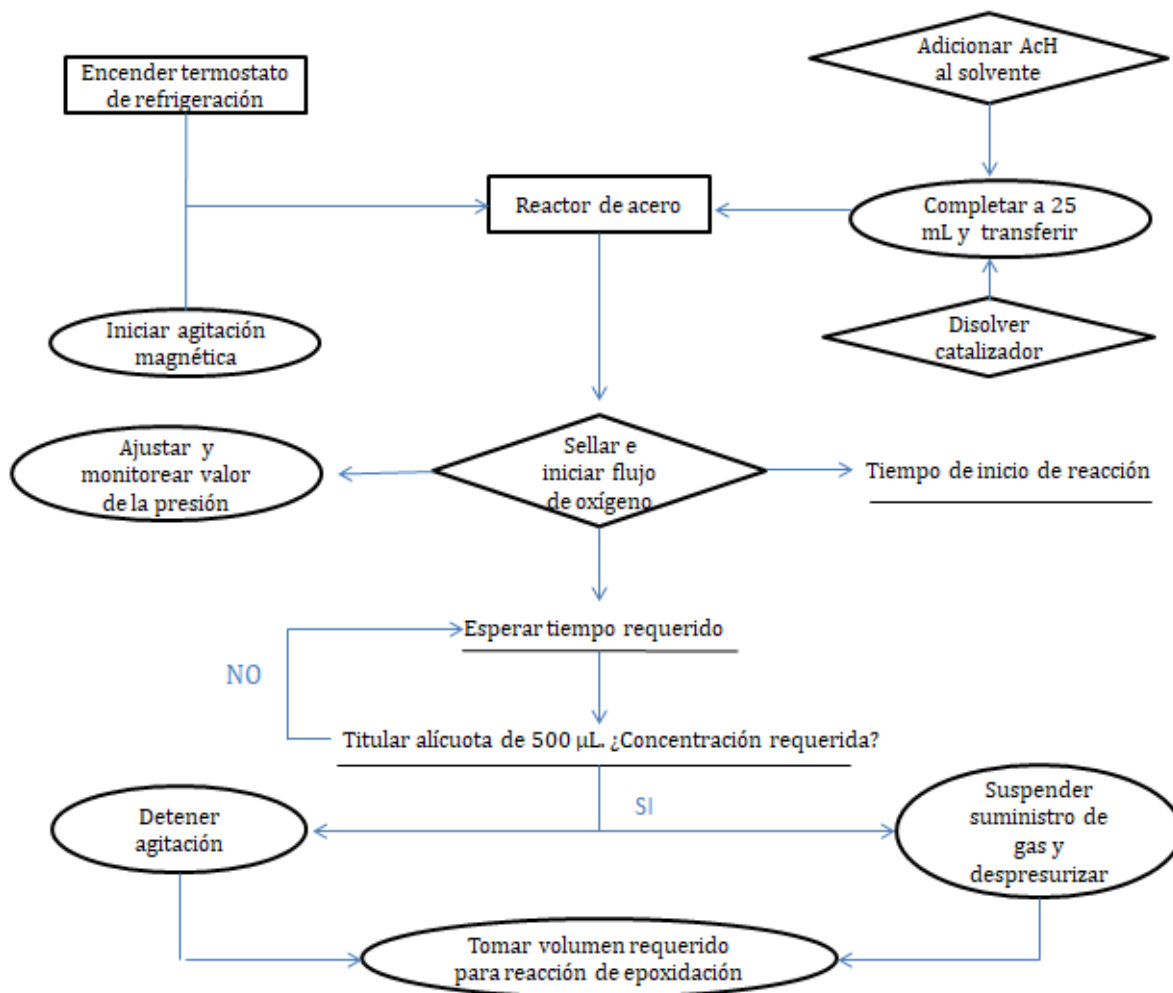 Adicionar AcH
al solvente
Encender termostato
de refrigeración
Reactor de acero
Completar a 25
mL y transferir
Iniciar agitación
magnética
Disolver
catalizador
Ajustar y
monitorear valor
de la presión
Sellar e
iniciar flujo
de oxígeno
Tiempo de inicio de reacción
Esperar tiempo requerido
NO
Titular alícuota de 500 µL. ¿Concentración requerida?
SI
Detener
agitación
Suspender
suministro de
gas y
despresurizar
Tomar volumen requerido
para reacción de epoxidación